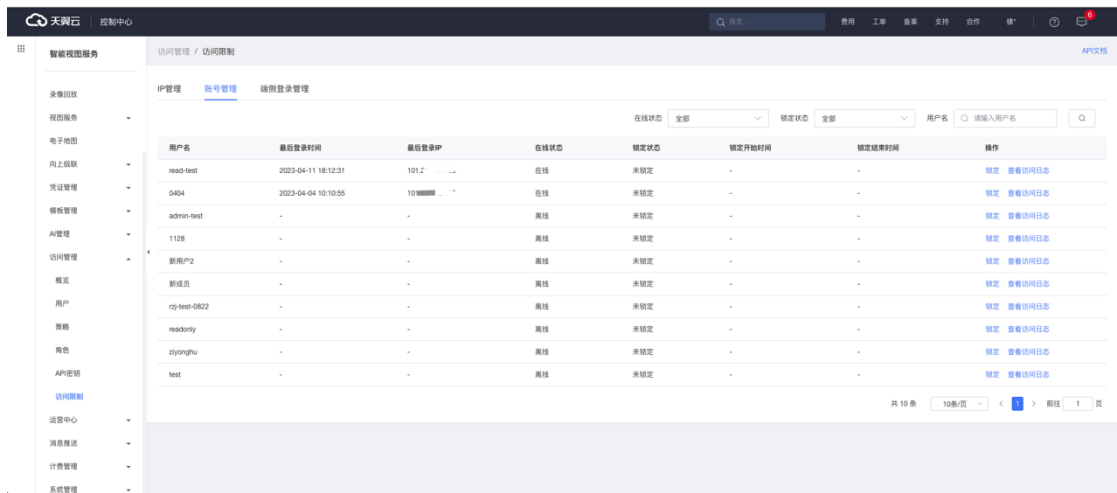 天翼云 | 控制中心 搜索... 费用 工单 备案 支持 合作 徐* 6
智能视图服务 访问管理 / 访问限制 API文档
录像回放
视图服务
电子地图
向上级联
凭证管理
模板管理
AI管理
访问管理
概览
用户
策略
角色
API密钥
访问限制
运营中心
消息推送
计费管理
系统管理
IP管理 账号管理 端侧登录管理
在线状态 全部 锁定状态 全部 用户名 请输入用户名
用户名 最后登录时间 最后登录IP 在线状态 锁定状态 锁定开始时间 锁定结束时间 操作
read-test 2023-04-11 18:12:31 101. 在线 未锁定 - - 锁定 查看访问日志
0404 2023-04-04 10:10:55 10 在线 未锁定 - - 锁定 查看访问日志
admin-test - - 离线 未锁定 - - 锁定 查看访问日志
1128 - - 离线 未锁定 - - 锁定 查看访问日志
新用户2 - - 离线 未锁定 - - 锁定 查看访问日志
新成员 - - 离线 未锁定 - - 锁定 查看访问日志
rzj-test-0822 - - 离线 未锁定 - - 锁定 查看访问日志
readonly - - 离线 未锁定 - - 锁定 查看访问日志
ziyonghu - - 离线 未锁定 - - 锁定 查看访问日志
test - - 离线 未锁定 - - 锁定 查看访问日志
共 10 条 10条/页 < 1 > 前往 1 页